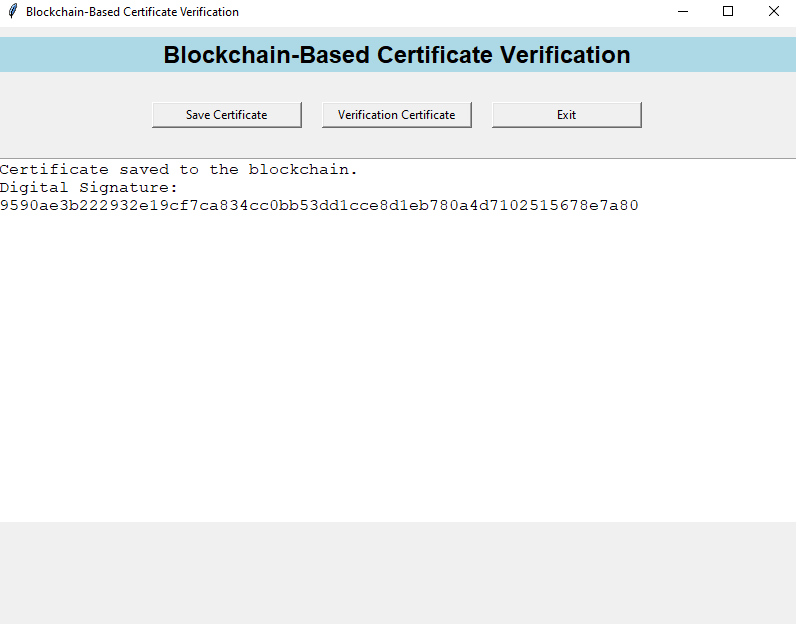 Blockchain-Based Certificate Verification
Blockchain-Based Certificate Verification
Save Certificate
Verification Certificate
Exit
Certificate saved to the blockchain.
Digital Signature:
9590ae3b222932e19cf7ca834cc0bb53dd1cce8d1eb780a4d7102515678e7a80